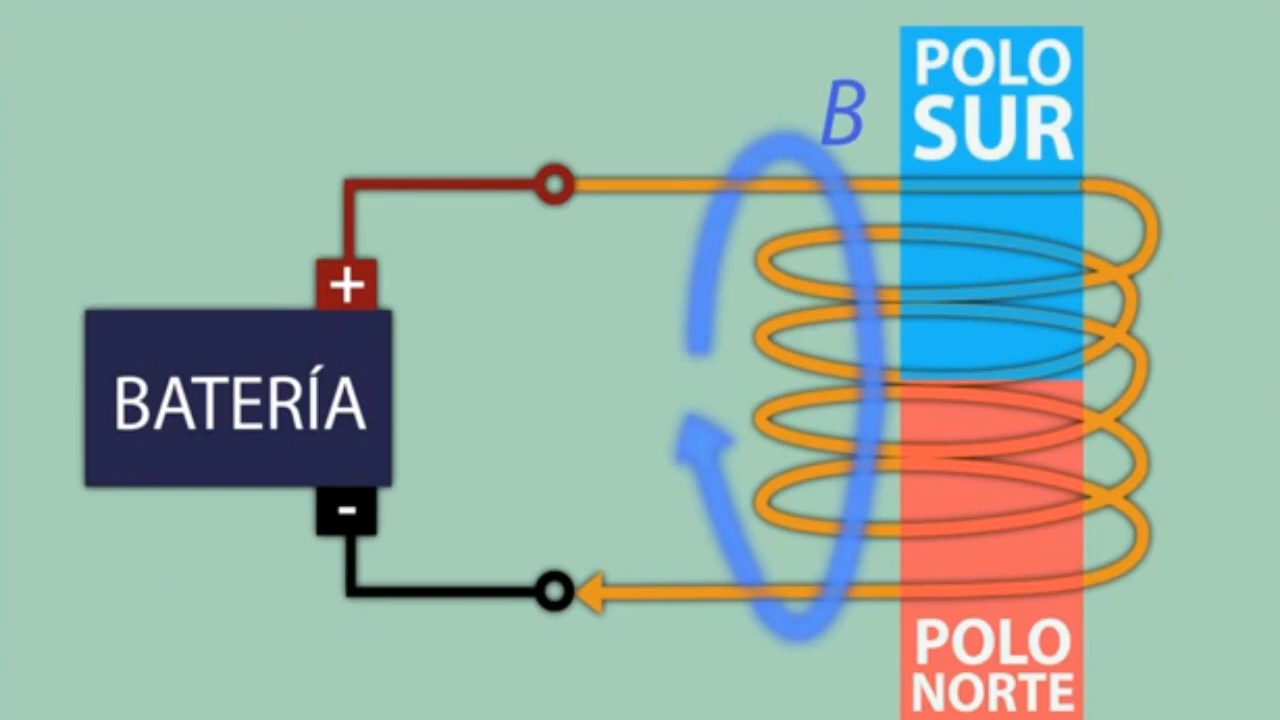 POLO
SUR
B
+
BATERÍA
-
POLO
NORTE